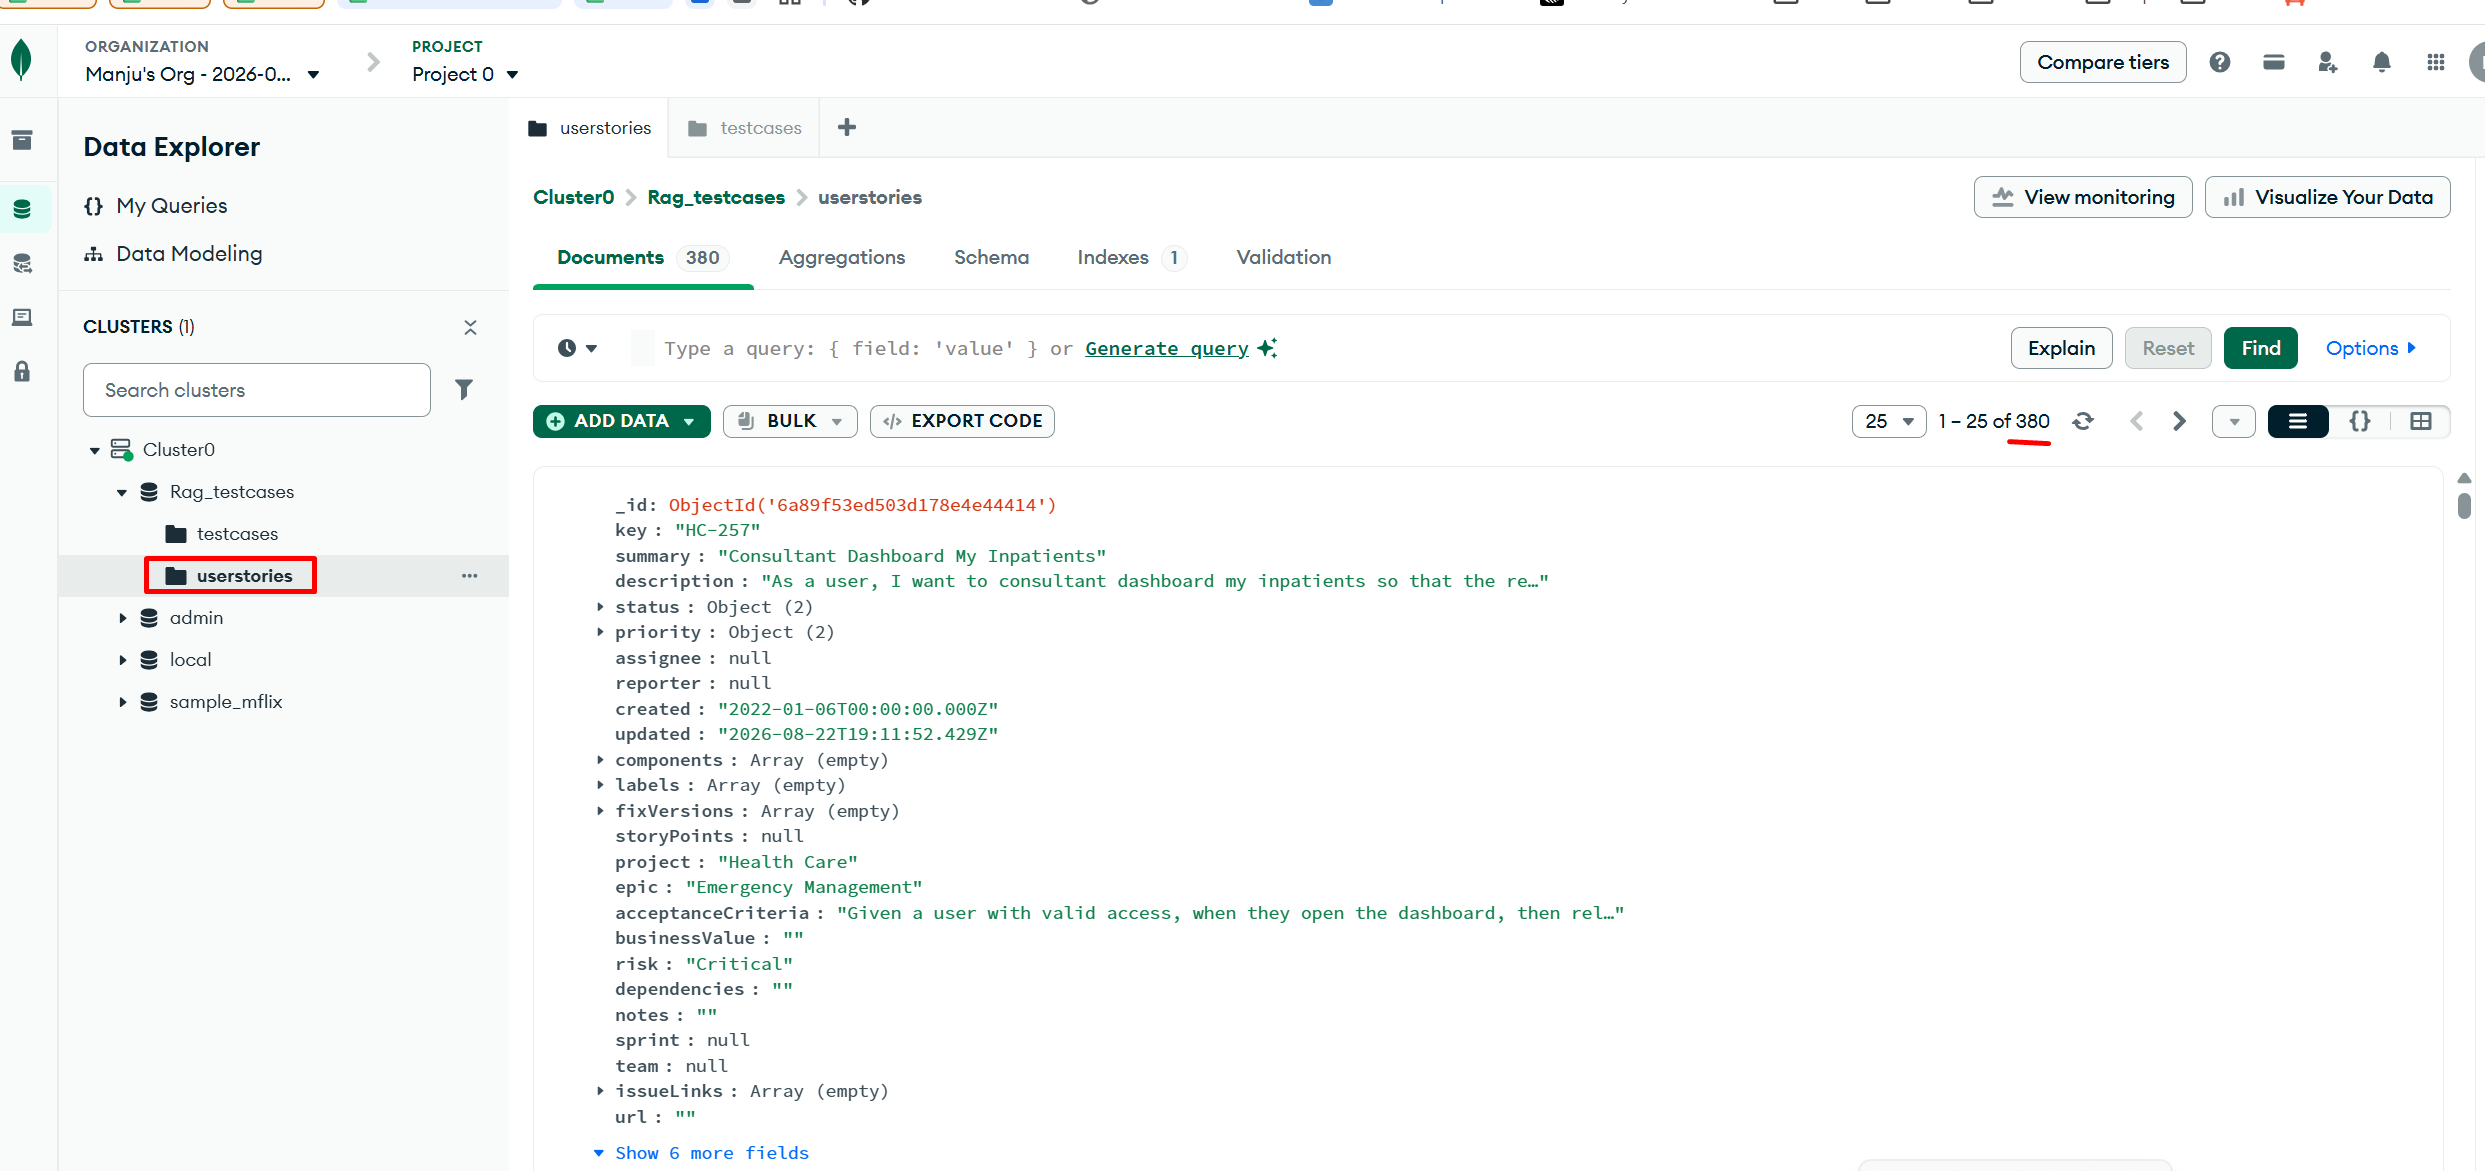 ORGANIZATION
Manju's Org - 2026-0...
PROJECT
Project 0
Compare tiers
Data Explorer
My Queries
Data Modeling
CLUSTERS (1)
Search clusters
Cluster0
Rag_testcases
testcases
userstories
admin
local
sample_mflix
userstories
testcases
Cluster0 > Rag_testcases > userstories
View monitoring
Visualize Your Data
Documents 380
Aggregations
Schema
Indexes 1
Validation
Type a query: { field: 'value' } or Generate query
Explain
Reset
Find
Options
ADD DATA
BULK
EXPORT CODE
25
1 – 25 of 380
_id: ObjectId('6a89f53ed503d178e4e44414')
key : "HC-257"
summary : "Consultant Dashboard My Inpatients"
description : "As a user, I want to consultant dashboard my inpatients so that the re…"
status : Object (2)
priority : Object (2)
assignee : null
reporter : null
created : "2022-01-06T00:00:00.000Z"
updated : "2026-08-22T19:11:52.429Z"
components : Array (empty)
labels : Array (empty)
fixVersions : Array (empty)
storyPoints : null
project : "Health Care"
epic : "Emergency Management"
acceptanceCriteria : "Given a user with valid access, when they open the dashboard, then rel…"
businessValue : ""
risk : "Critical"
dependencies : ""
notes : ""
sprint : null
team : null
issueLinks : Array (empty)
url : ""
Show 6 more fields